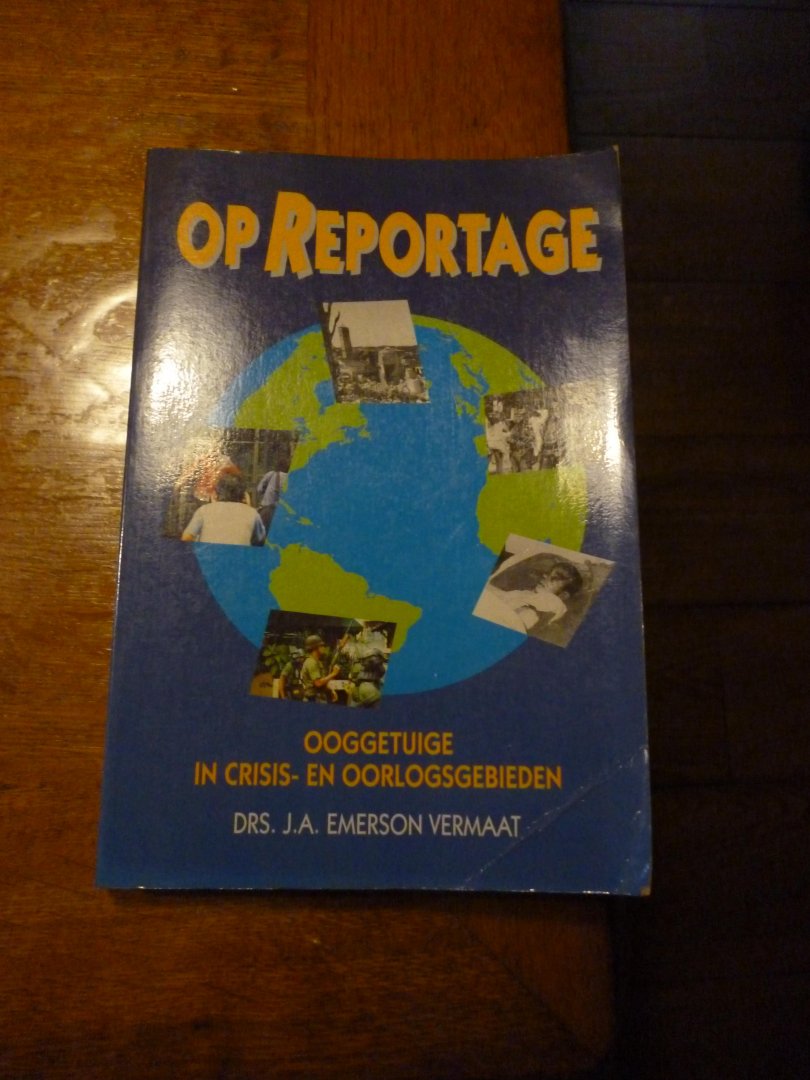 OP REPORTAGE
OOGGETUIGE
IN CRISIS- EN OORLOGSGEBIEDEN
DRS. J.A. EMERSON VERMAAT